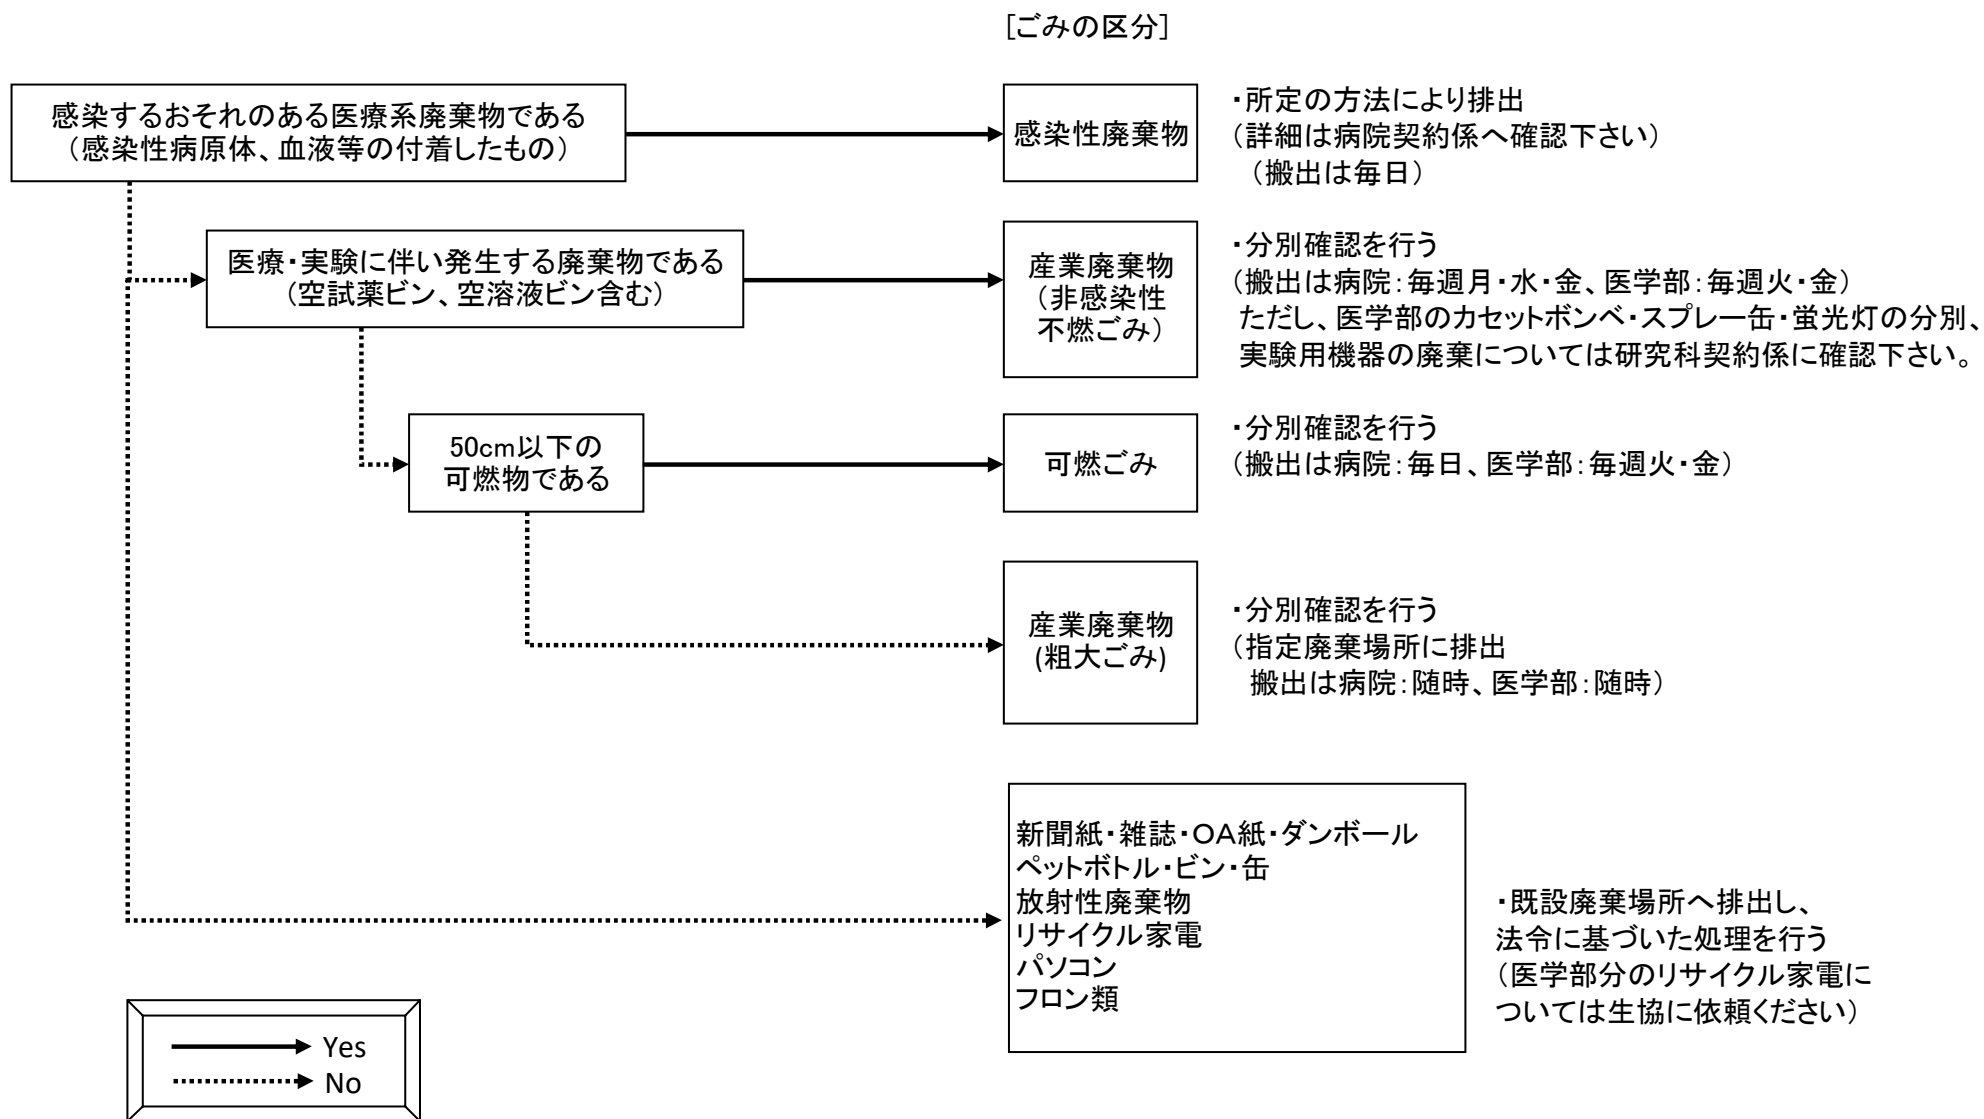 [ごみの区分]
感染するおそれのある医療系廃棄物である
（感染性病原体、血液等の付着したもの）
感染性廃棄物
・所定の方法により排出
（詳細は病院契約係へ確認下さい）
（搬出は毎日）
医療・実験に伴い発生する廃棄物である
（空試薬ビン、空溶液ビン含む）
産業廃棄物
（非感染性
不燃ごみ）
・分別確認を行う
（搬出は病院：毎週月・水・金、医学部：毎週火・金）
ただし、医学部のカセットボンベ・スプレー缶・蛍光灯の分別、
実験用機器の廃棄については研究科契約係に確認下さい。
50cm以下の
可燃物である
可燃ごみ
・分別確認を行う
（搬出は病院：毎日、医学部：毎週火・金）
産業廃棄物
(粗大ごみ)
・分別確認を行う
（指定廃棄場所に排出
搬出は病院：随時、医学部：随時）
新聞紙・雑誌・ＯＡ紙・ダンボール
ペットボトル・ビン・缶
放射性廃棄物
リサイクル家電
パソコン
フロン類
・既設廃棄場所へ排出し、
法令に基づいた処理を行う
（医学部分のリサイクル家電に
ついては生協に依頼ください）
Yes
No